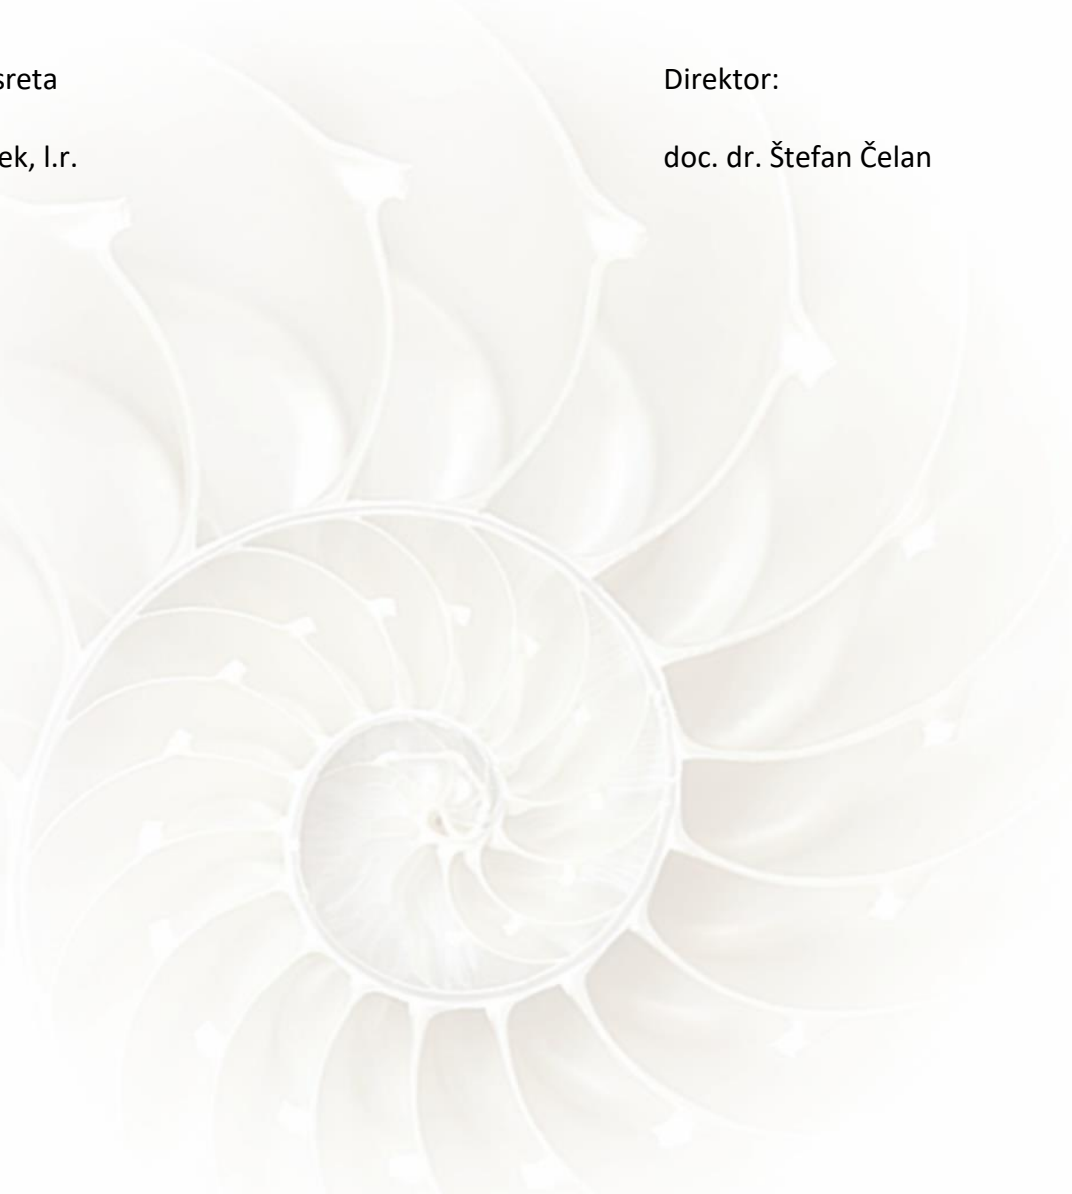 sreta
ek, l.r.
Direktor:
doc. dr. Štefan Čelan